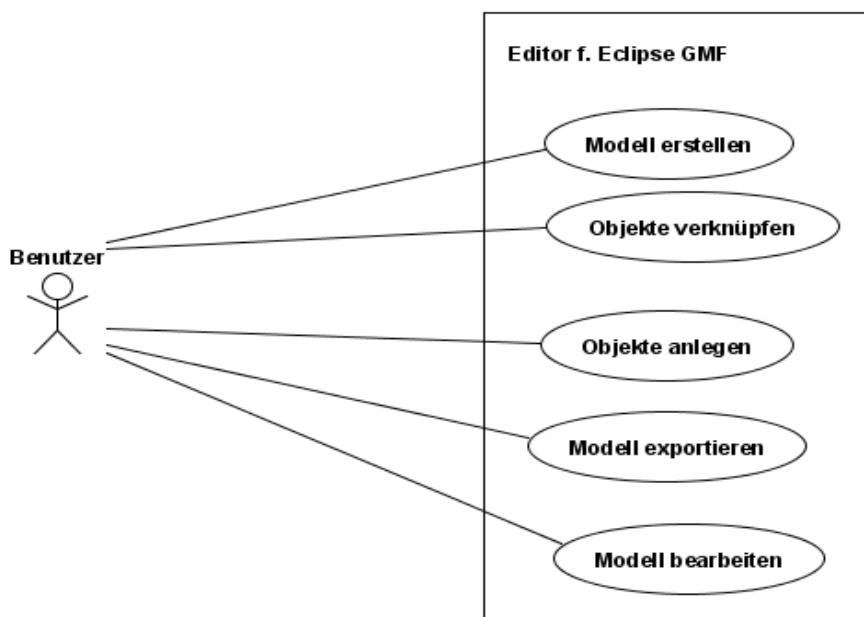 Editor f. Eclipse GMF
Modell erstellen
Objekte verknüpfen
Benutzer
Objekte anlegen
Modell exportieren
Modell bearbeiten